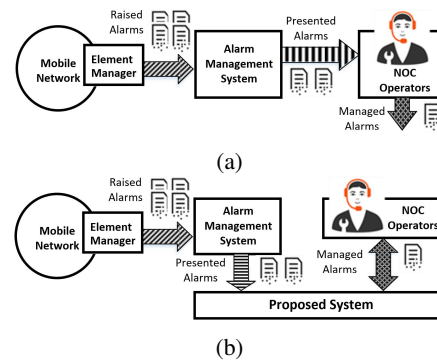 Raised
Alarms
Presented
Alarms
Mobile
Network
Element
Manager
Alarm
Management
System
NOC
Operators
Managed
Alarms
(a)
Raised
Alarms
Mobile
Network
Element
Manager
Alarm
Management
System
NOC
Operators
Presented
Alarms
Managed
Alarms
Proposed System
(b)